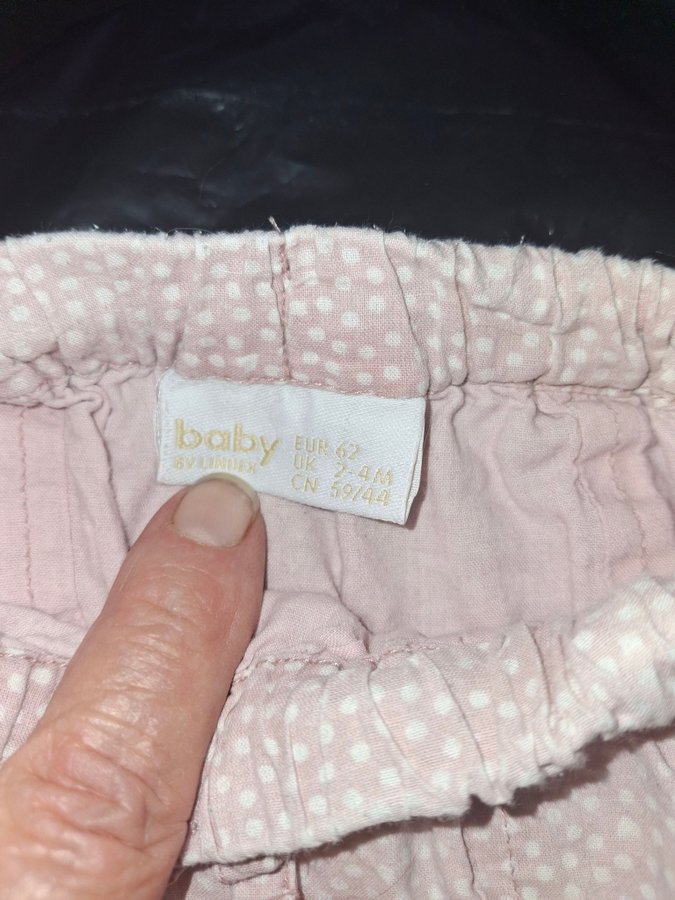 baby
BY LINDEX
EUR 62
UK 2-4M
CN 59/44